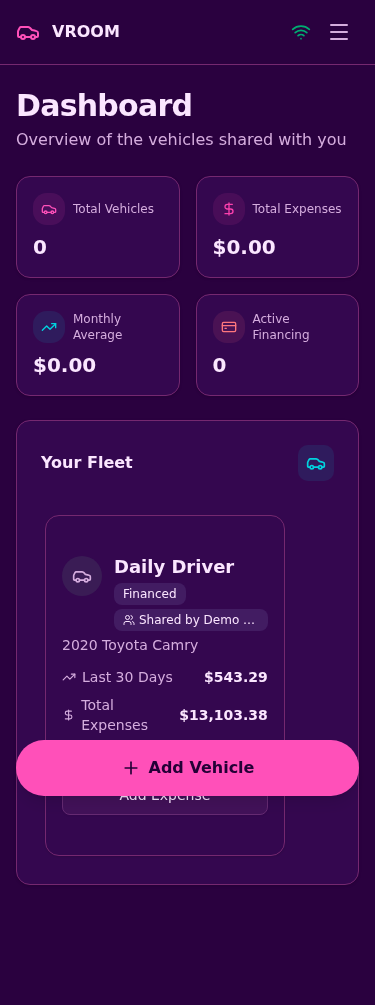 VROOM
Dashboard
Overview of the vehicles shared with you
Total Vehicles
0
Total Expenses
$0.00
Monthly
Average
$0.00
Active
Financing
0
Your Fleet
Daily Driver
Financed
Shared by Demo ...
2020 Toyota Camry
Last 30 Days
$543.29
Total
Expenses
$13,103.38
Add Vehicle
Add Expense